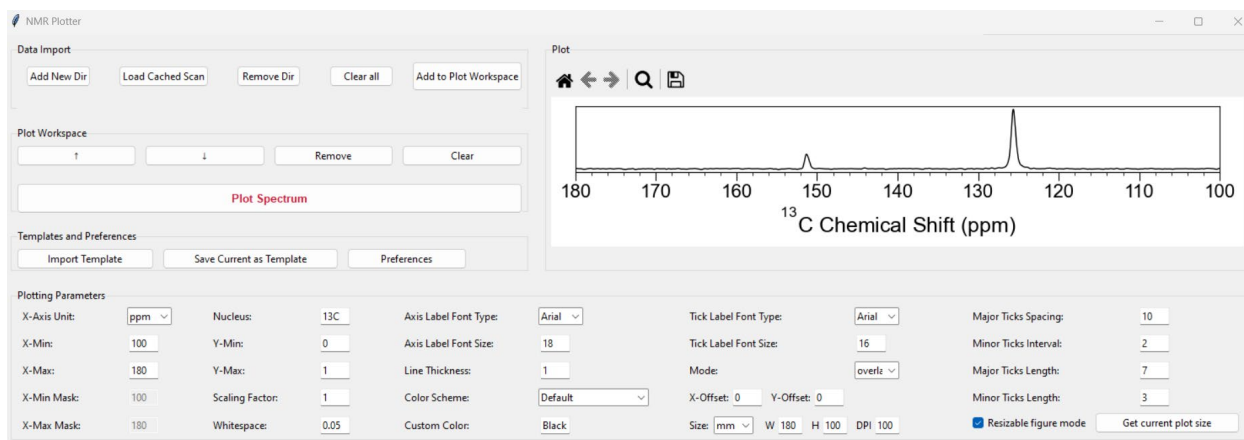 NMR Plotter
Data Import
Add New Dir Load Cached Scan Remove Dir Clear all Add to Plot Workspace
Plot Workspace
↑ ↓ Remove Clear
Plot Spectrum
Templates and Preferences
Import Template Save Current as Template Preferences
Plot
180 170 160 150 140 130 120 110 100
13C Chemical Shift (ppm)
Plotting Parameters
X-Axis Unit: ppm Nucleus: 13C Axis Label Font Type: Arial Tick Label Font Type: Arial Major Ticks Spacing: 10
X-Min: 100 Y-Min: 0 Axis Label Font Size: 18 Tick Label Font Size: 16 Minor Ticks Interval: 2
X-Max: 180 Y-Max: 1 Line Thickness: 1 Mode: overla Major Ticks Length: 7
X-Min Mask: 100 Scaling Factor: 1 Color Scheme: Default X-Offset: 0 Y-Offset: 0 Minor Ticks Length: 3
X-Max Mask: 180 Whitespace: 0.05 Custom Color: Black Size: mm W 180 H 100 DPI 100 Resizable figure mode Get current plot size